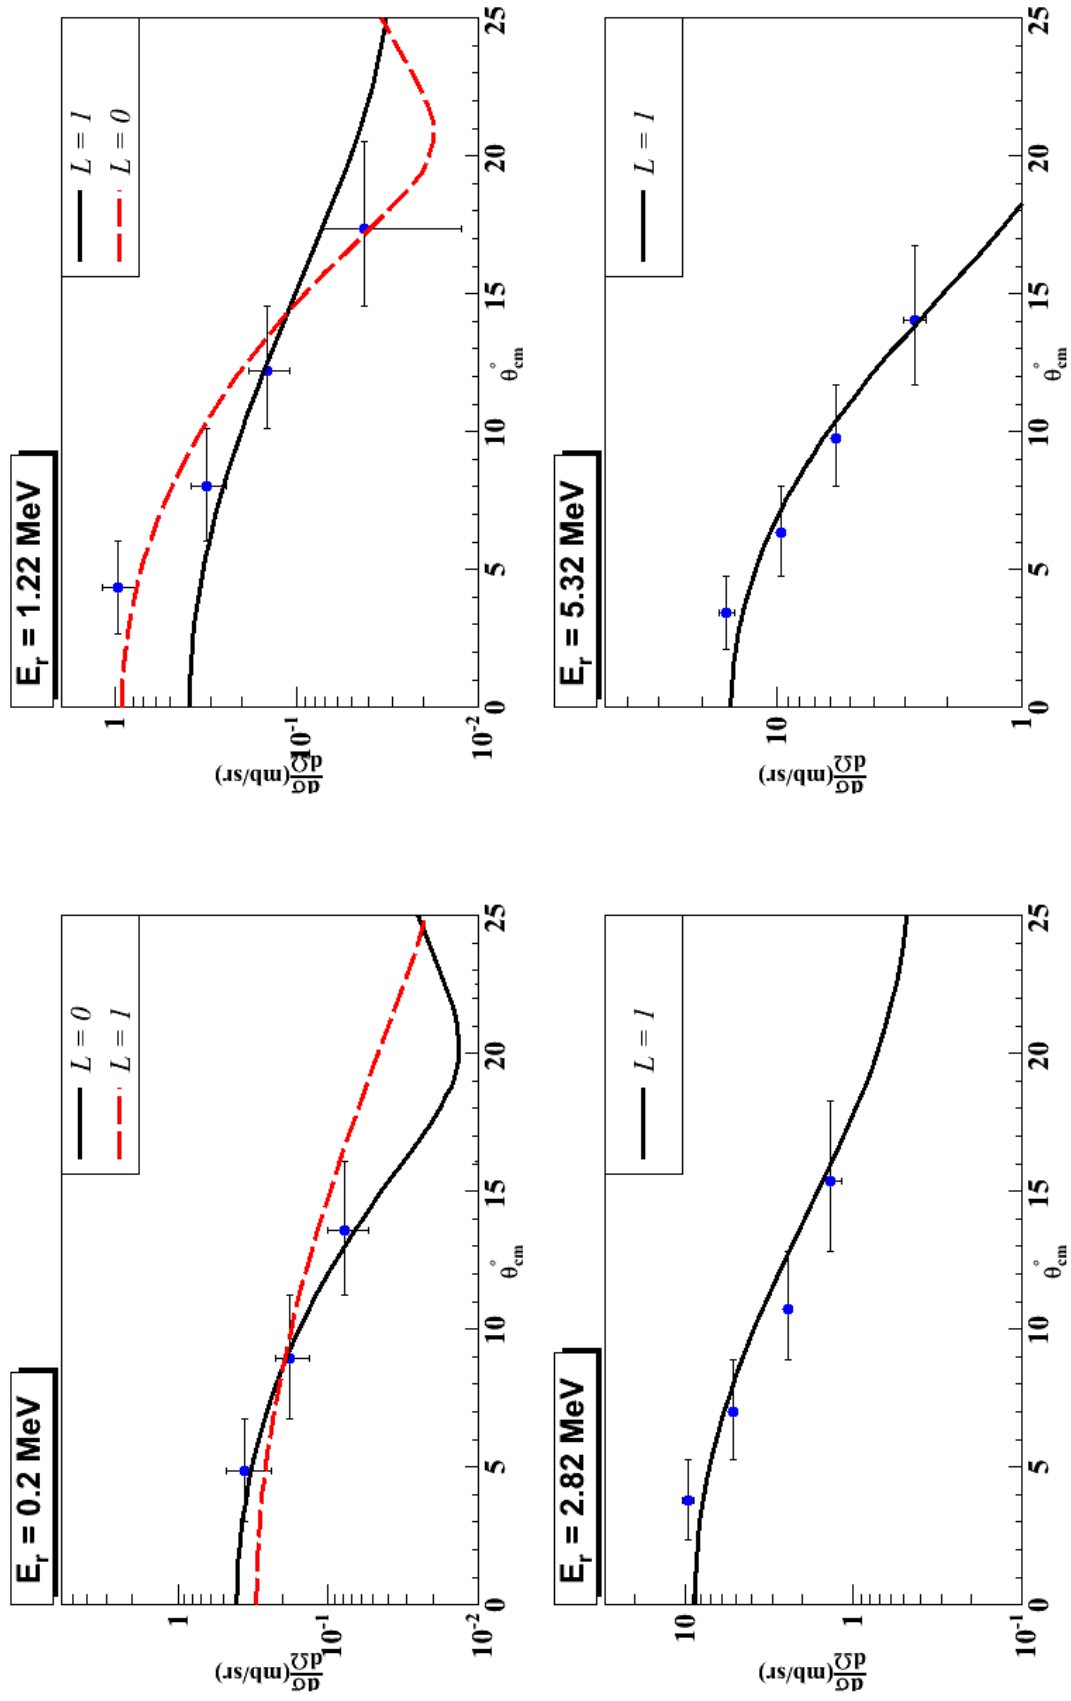 E_r = 0.2 MeV
L = 0
L = 1
1
10^-1
10^-2
dσ/dΩ(mb/sr)
0 5 10 15 20 25
θ°cm
E_r = 1.22 MeV
L = 1
L = 0
1
10^-1
10^-2
dσ/dΩ(mb/sr)
0 5 10 15 20 25
θ°cm
E_r = 2.82 MeV
L = 1
10
1
10^-1
dσ/dΩ(mb/sr)
0 5 10 15 20 25
θ°cm
E_r = 5.32 MeV
L = 1
10
1
dσ/dΩ(mb/sr)
0 5 10 15 20 25
θ°cm